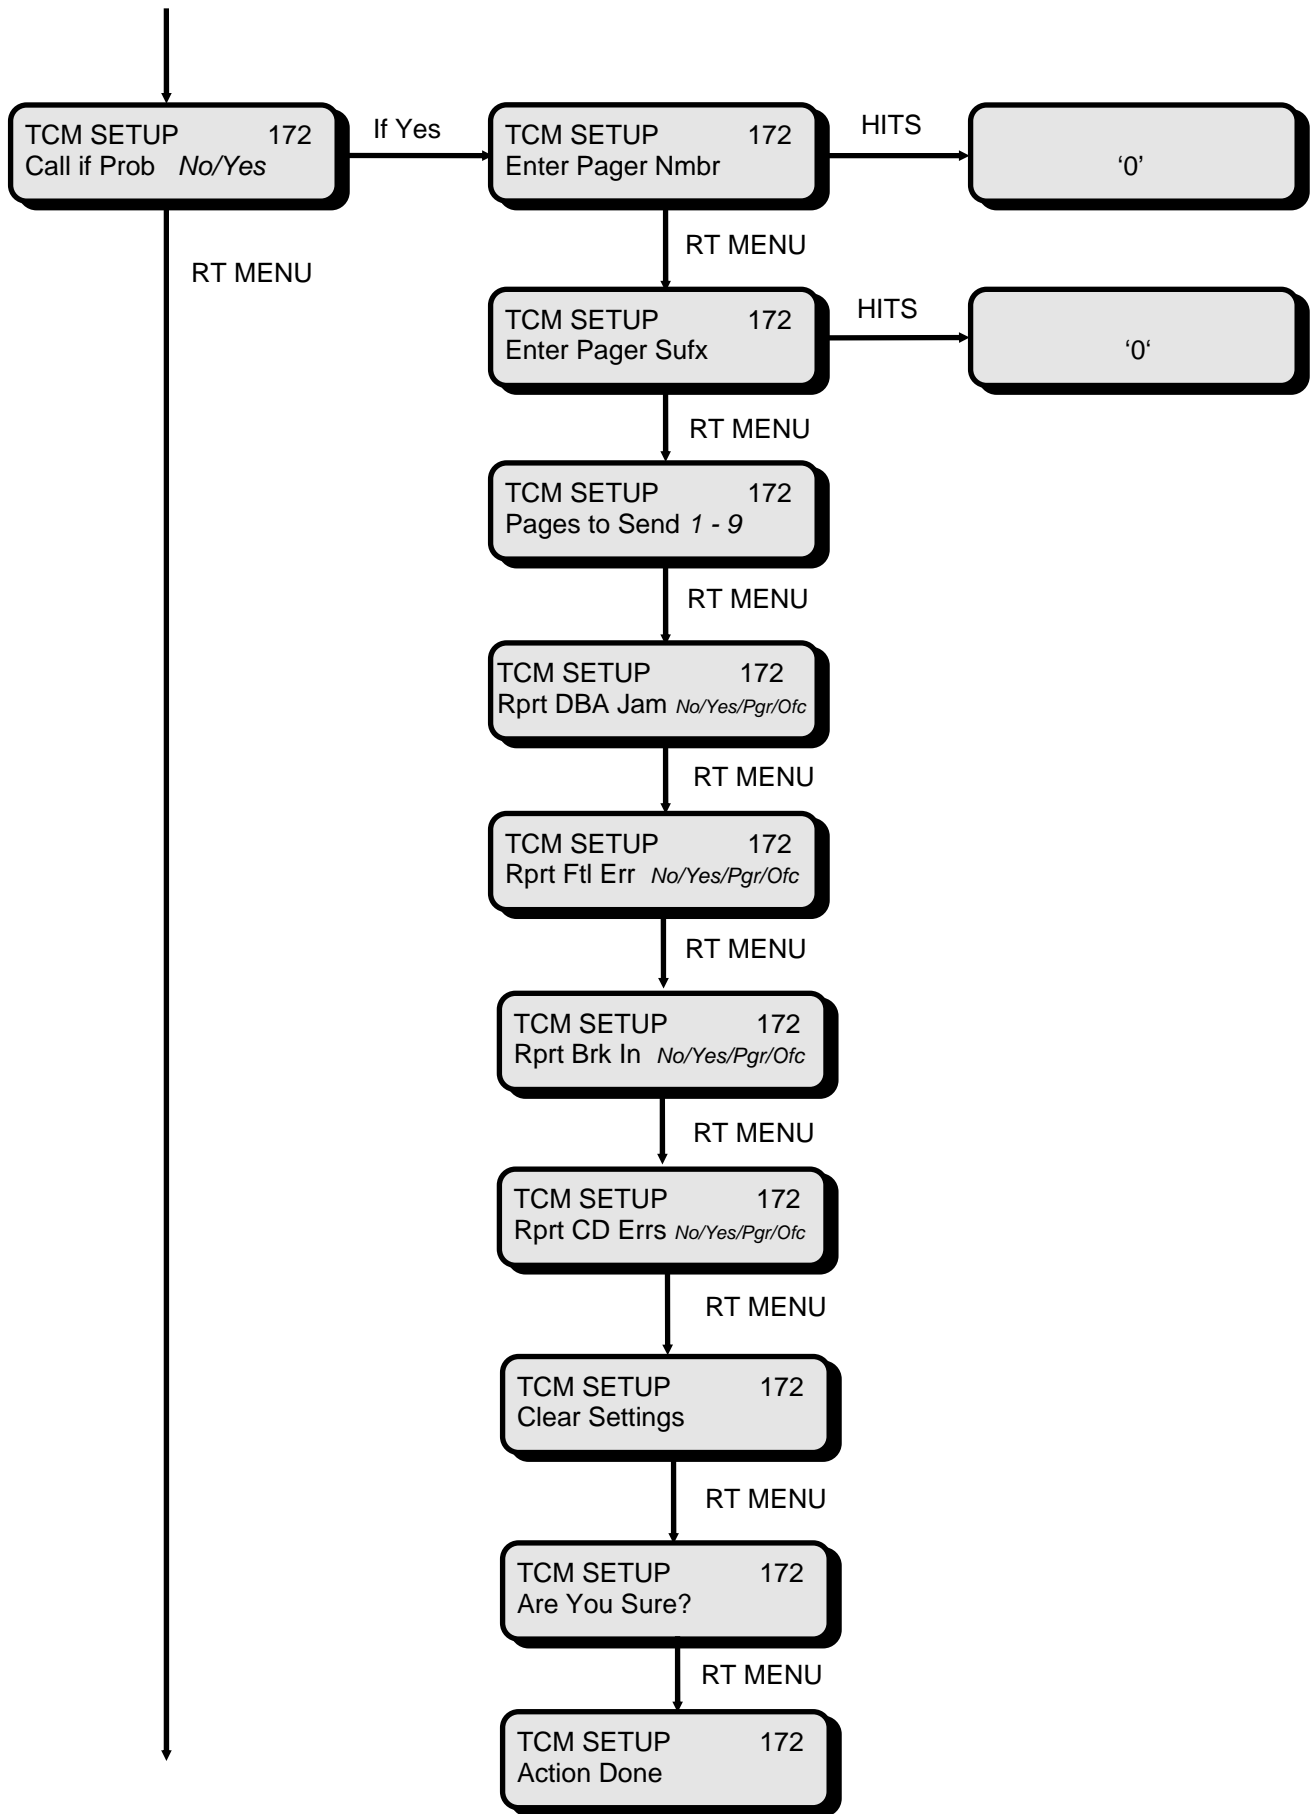 TCM SETUP 172
Call if Prob No/Yes
If Yes
TCM SETUP 172
Enter Pager Nmbr
HITS
‘0’
RT MENU
RT MENU
TCM SETUP 172
Enter Pager Sufx
HITS
‘0‘
RT MENU
TCM SETUP 172
Pages to Send 1 - 9
RT MENU
TCM SETUP 172
Rprt DBA Jam No/Yes/Pgr/Ofc
RT MENU
TCM SETUP 172
Rprt Ftl Err No/Yes/Pgr/Ofc
RT MENU
TCM SETUP 172
Rprt Brk In No/Yes/Pgr/Ofc
RT MENU
TCM SETUP 172
Rprt CD Errs No/Yes/Pgr/Ofc
RT MENU
TCM SETUP 172
Clear Settings
RT MENU
TCM SETUP 172
Are You Sure?
RT MENU
TCM SETUP 172
Action Done